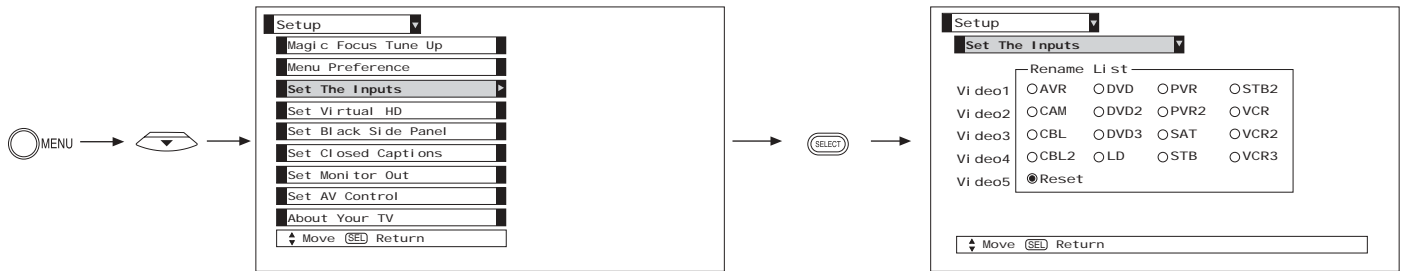 MENU
Setup
Magic Focus Tune Up
Menu Preference
Set The Inputs
Set Virtual HD
Set Black Side Panel
Set Closed Captions
Set Monitor Out
Set AV Control
About Your TV
Move SEL Return
SELECT
Setup
Set The Inputs
Rename List
Video1 AVR DVD PVR STB2
Video2 CAM DVD2 PVR2 VCR
Video3 CBL DVD3 SAT VCR2
Video4 CBL2 LD STB VCR3
Video5 Reset
Move SEL Return